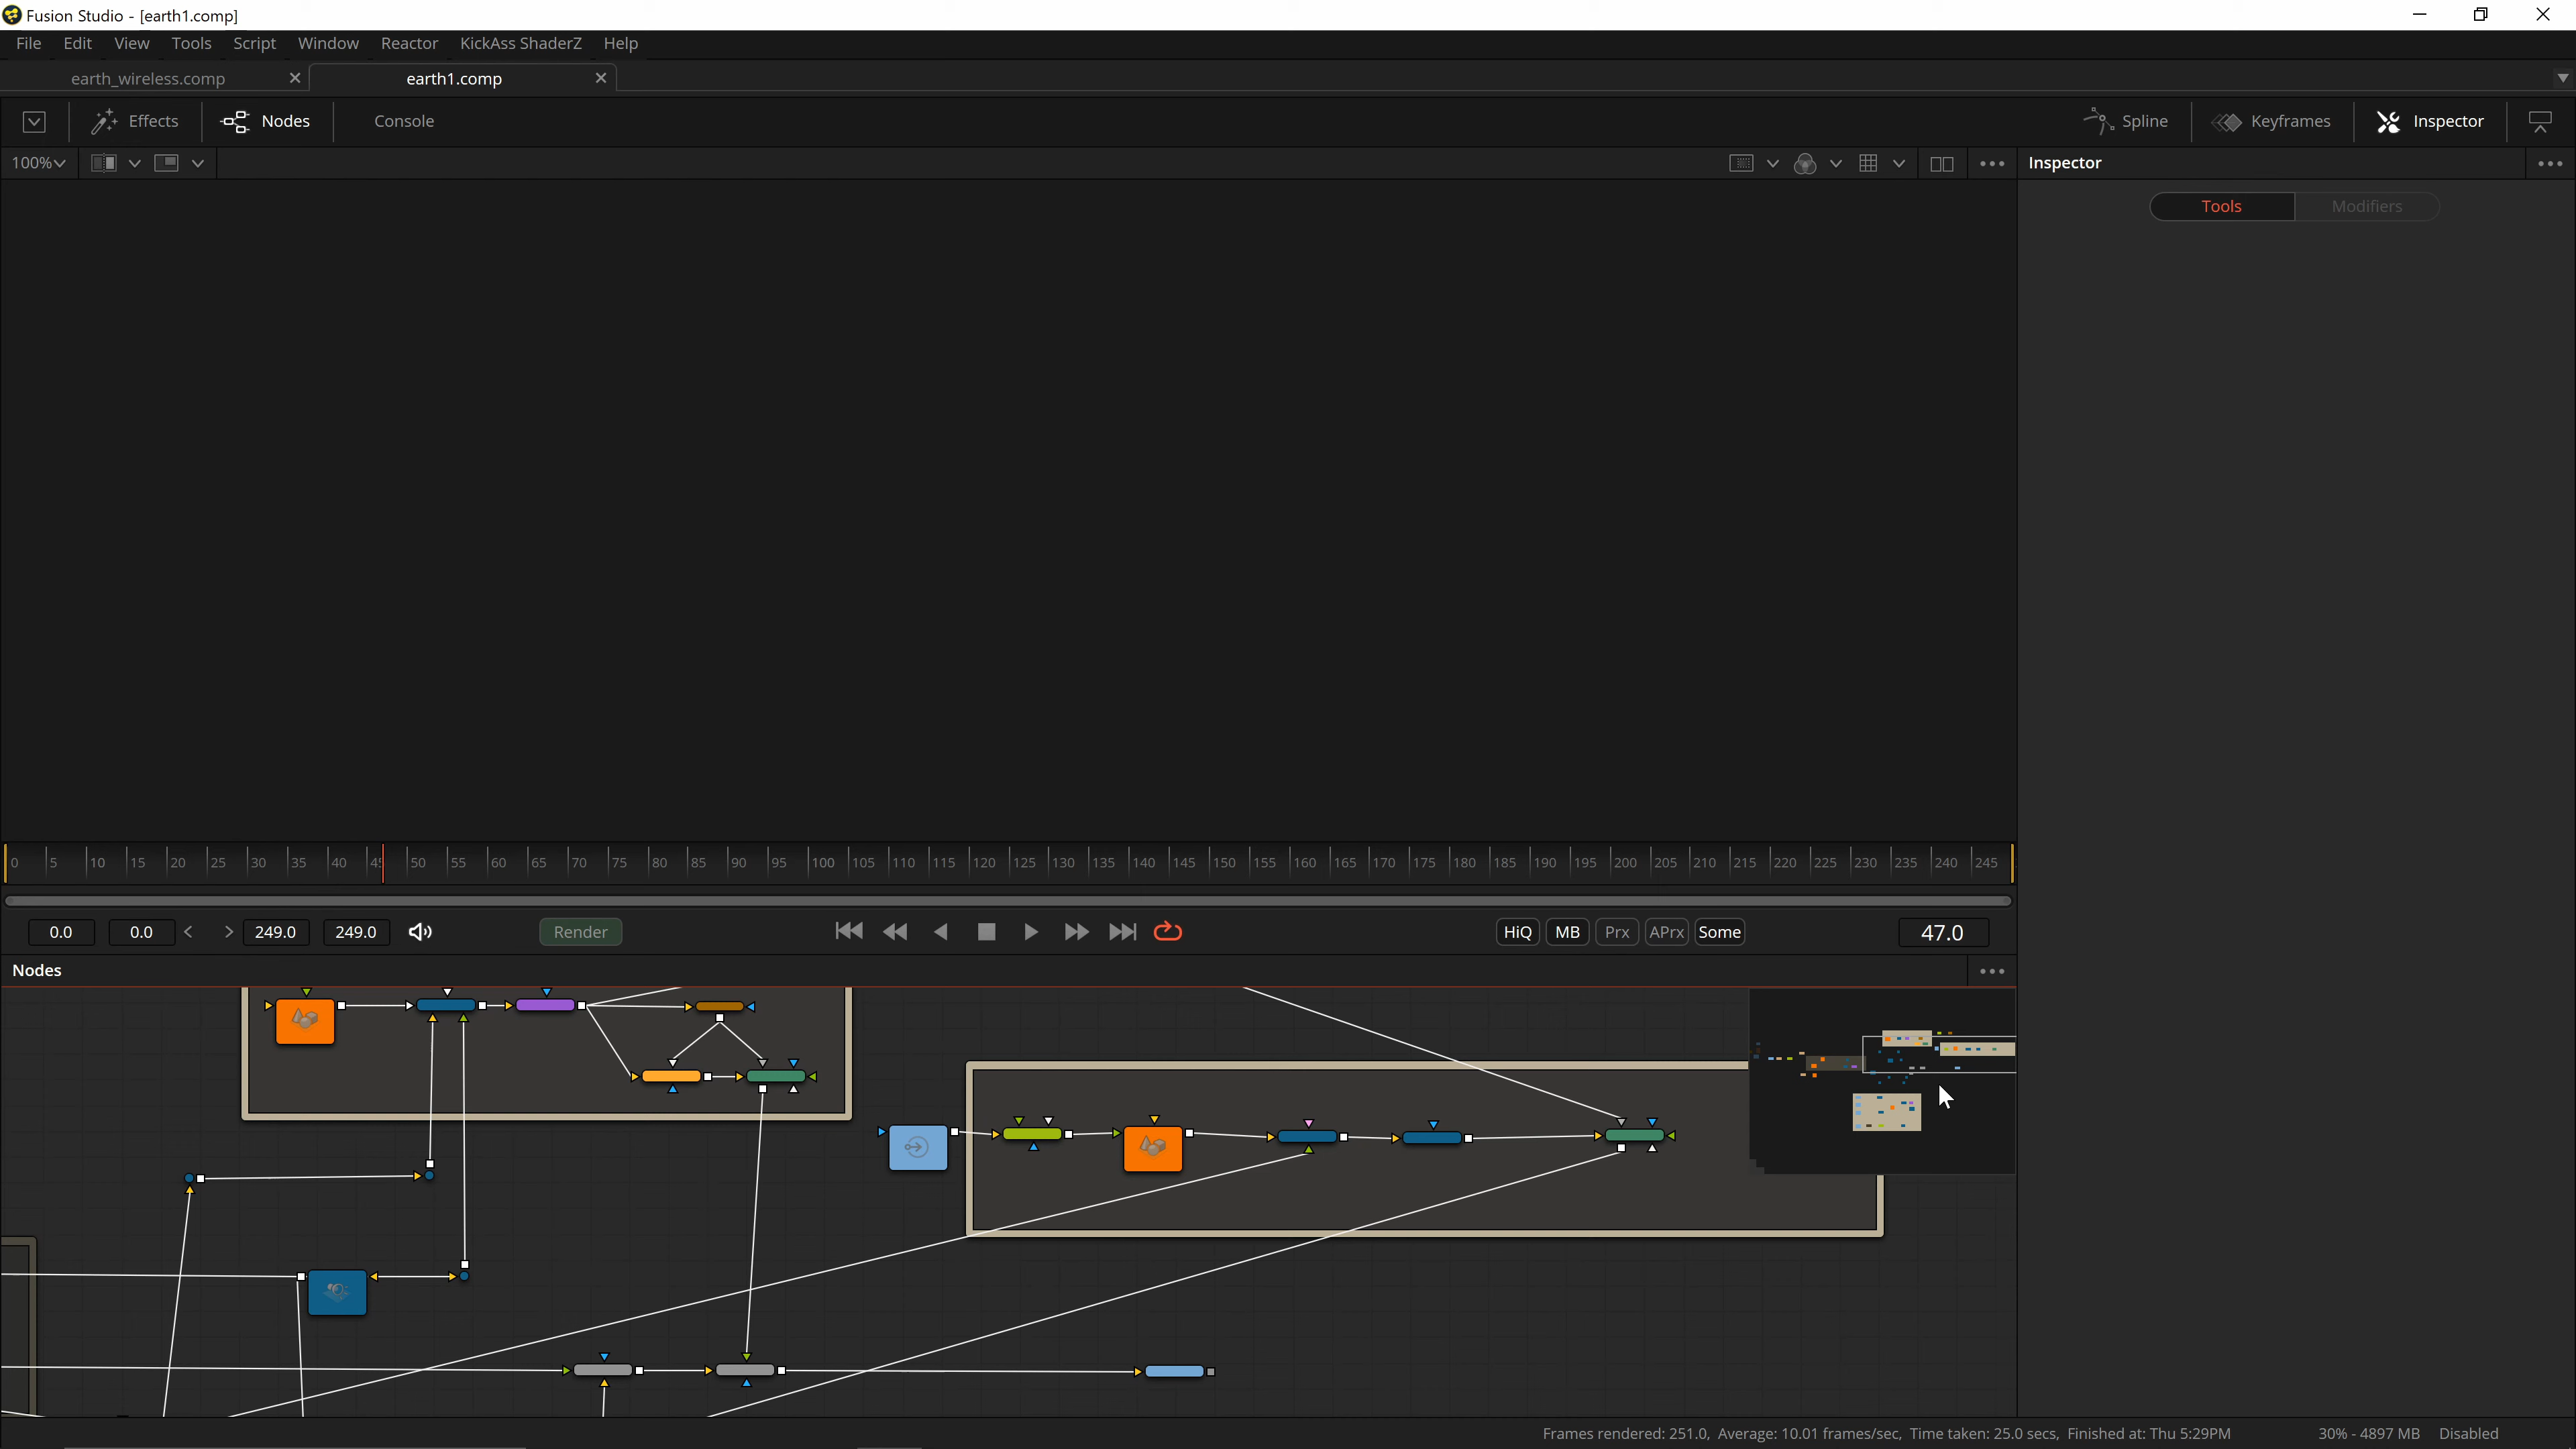 Fusion Studio - [earth1.comp]
File Edit View Tools Script Window Reactor KickAss ShaderZ Help
earth_wireless.comp earth1.comp
Effects Nodes Console Spline Keyframes Inspector
100% Inspector
Tools Modifiers
0 5 10 15 20 25 30 35 40 45 50 55 60 65 70 75 80 85 90 95 100 105 110 115 120 125 130 135 140 145 150 155 160 165 170 175 180 185 190 195 200 205 210 215 220 225 230 235 240 245
0.0 0.0 < > 249.0 249.0 Render HiQ MB Prx APrx Some 47.0
Nodes
Frames rendered: 251.0, Average: 10.01 frames/sec, Time taken: 25.0 secs, Finished at: Thu 5:29PM 30% - 4897 MB Disabled